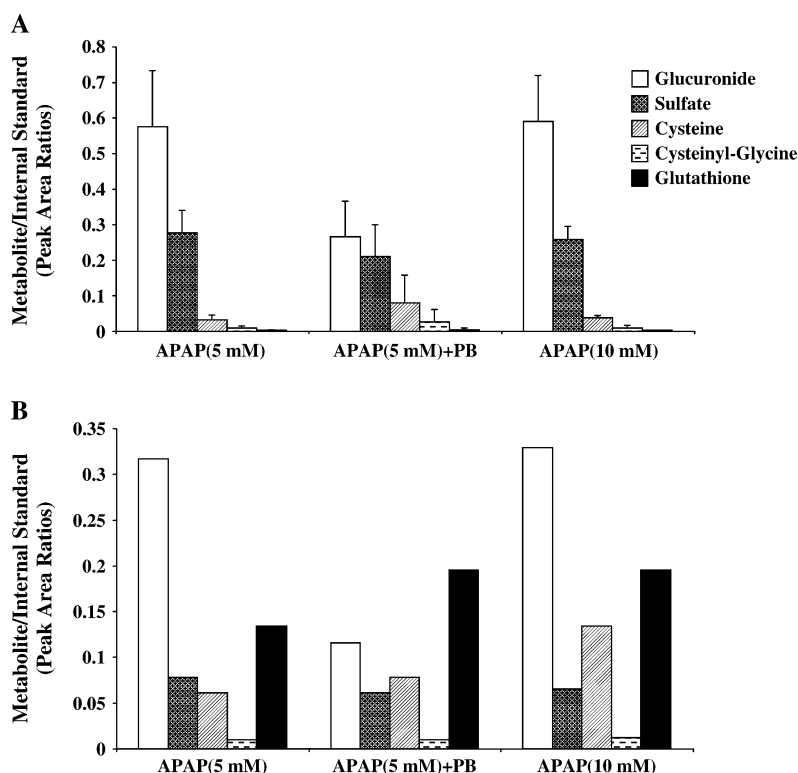 A
Metabolite/Internal Standard
(Peak Area Ratios)
0.8
0.7
0.6
0.5
0.4
0.3
0.2
0.1
0
Glucuronide
Sulfate
Cysteine
Cysteinyl-Glycine
Glutathione
APAP(5 mM)
APAP(5 mM)+PB
APAP(10 mM)
B
Metabolite/Internal Standard
(Peak Area Ratios)
0.35
0.3
0.25
0.2
0.15
0.1
0.05
0
APAP(5 mM)
APAP(5 mM)+PB
APAP(10 mM)